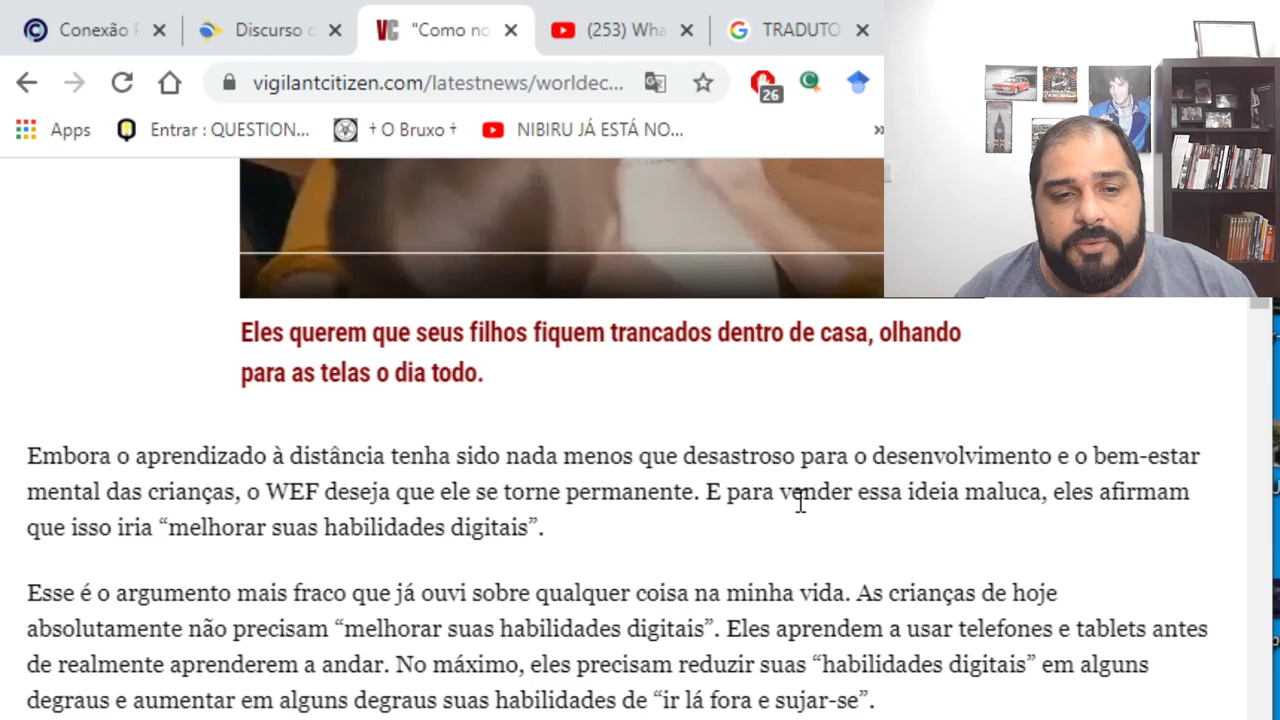 Conexão
Discurso
VC "Como no
(253) Wha
TRADUTO
vigilantcitizen.com/latestnews/worldec...
26
Apps
Entrar : QUESTION...
† O Bruxo †
NIBIRU JÁ ESTÁ NO...
»
Eles querem que seus filhos fiquem trancados dentro de casa, olhando
para as telas o dia todo.
Embora o aprendizado à distância tenha sido nada menos que desastroso para o desenvolvimento e o bem-estar
mental das crianças, o WEF deseja que ele se torne permanente. E para vender essa ideia maluca, eles afirmam
que isso iria “melhorar suas habilidades digitais”.
Esse é o argumento mais fraco que já ouvi sobre qualquer coisa na minha vida. As crianças de hoje
absolutamente não precisam “melhorar suas habilidades digitais”. Eles aprendem a usar telefones e tablets antes
de realmente aprenderem a andar. No máximo, eles precisam reduzir suas “habilidades digitais” em alguns
degraus e aumentar em alguns degraus suas habilidades de “ir lá fora e sujar-se”.